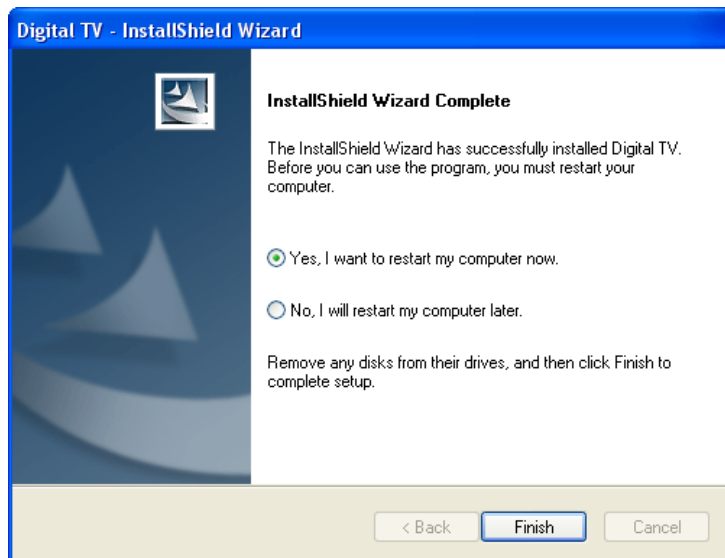 Digital TV - InstallShield Wizard
InstallShield Wizard Complete
The InstallShield Wizard has successfully installed Digital TV.
Before you can use the program, you must restart your
computer.
Yes, I want to restart my computer now.
No, I will restart my computer later.
Remove any disks from their drives, and then click Finish to
complete setup.
< Back Finish Cancel